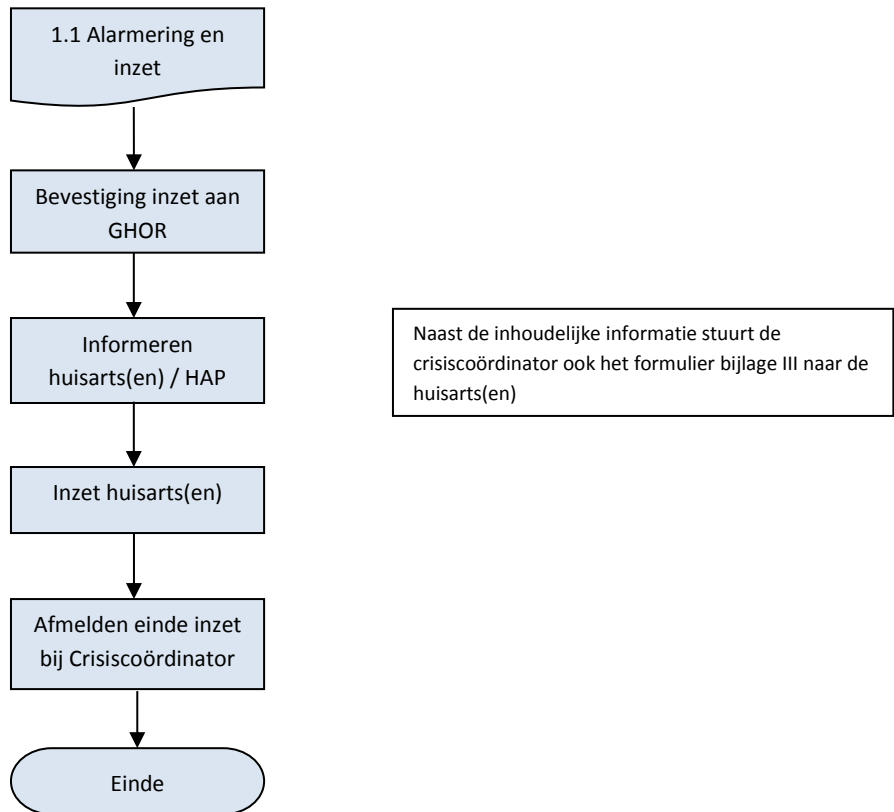 1.1 Alarmering en
inzet
Bevestiging inzet aan
GHOR
Informeren
huisarts(en) / HAP
Naast de inhoudelijke informatie stuurt de
crisiscoördinator ook het formulier bijlage III naar de
huisarts(en)
Inzet huisarts(en)
Afmelden einde inzet
bij Crisiscoördinator
Einde